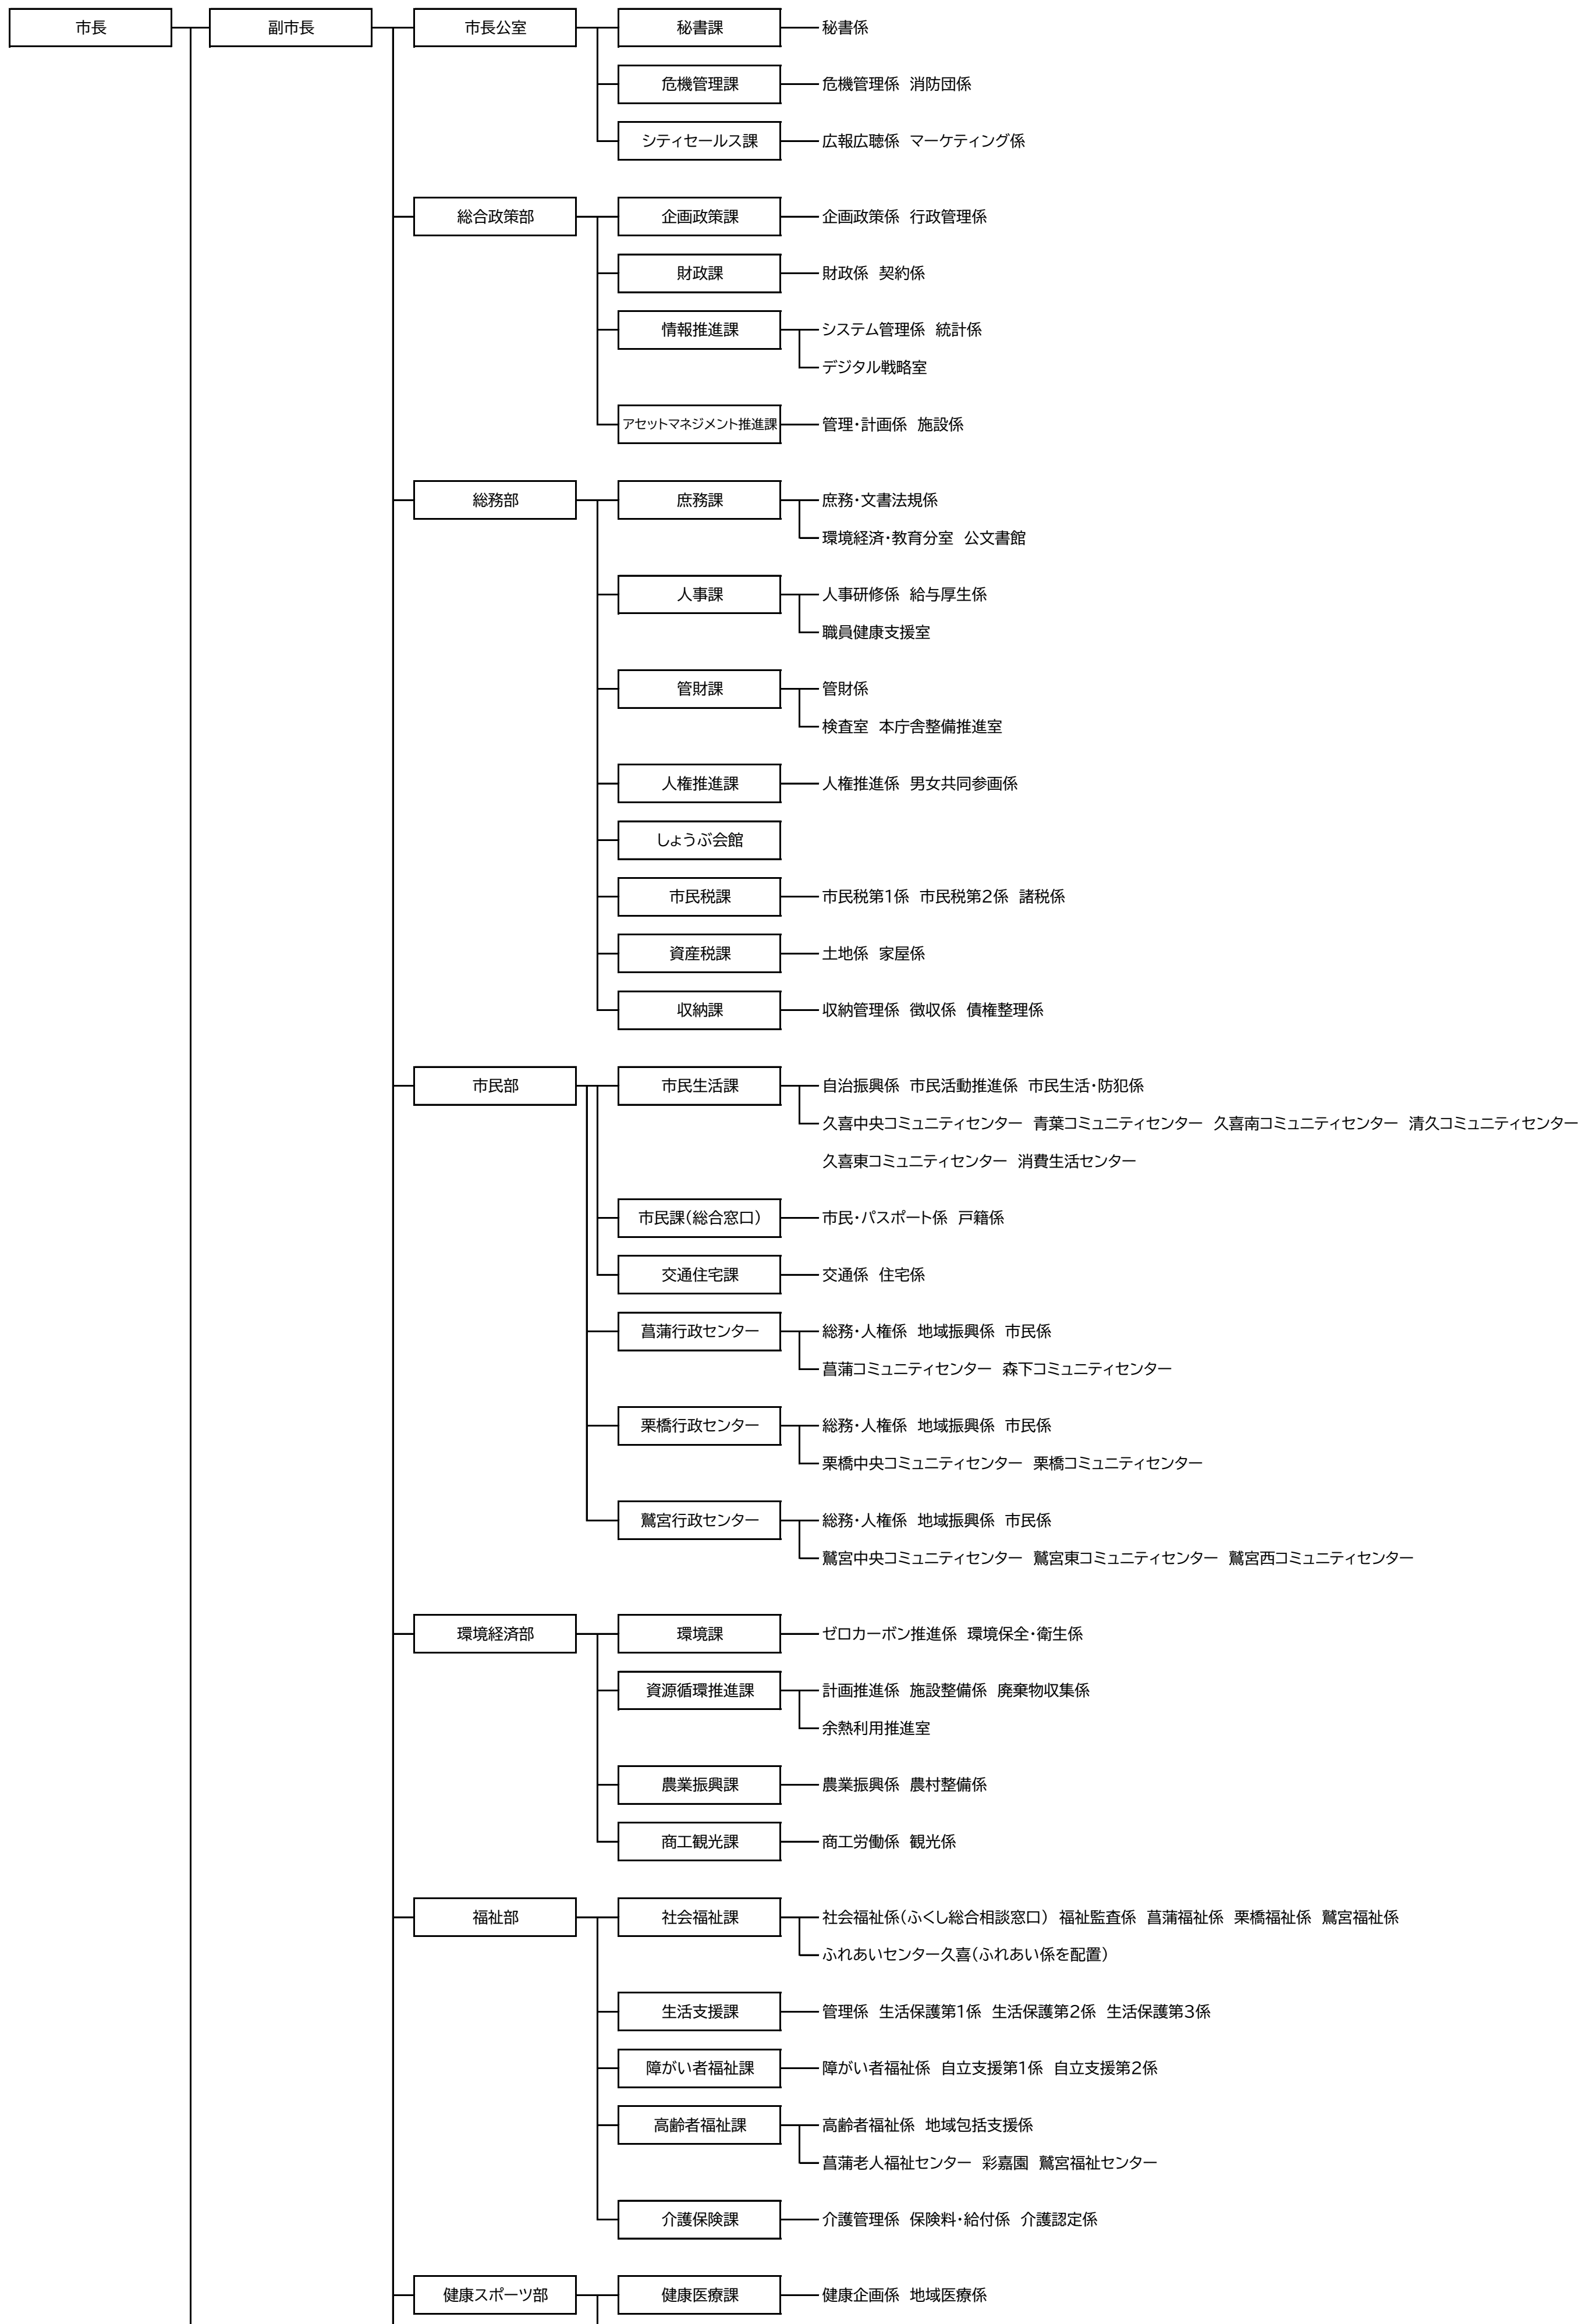 市長 副市長 市長公室 秘書課 秘書係
危機管理課 危機管理係 消防団係
シティセールス課 広報広聴係 マーケティング係
総合政策部 企画政策課 企画政策係 行政管理係
財政課 財政係 契約係
情報推進課 システム管理係 統計係
デジタル戦略室
アセットマネジメント推進課 管理・計画係 施設係
総務部 庶務課 庶務・文書法規係
環境経済・教育分室 公文書館
人事課 人事研修係 給与厚生係
職員健康支援室
管財課 管財係
検査室 本庁舎整備推進室
人権推進課 人権推進係 男女共同参画係
しょうぶ会館
市民税課 市民税第1係 市民税第2係 諸税係
資産税課 土地係 家屋係
収納課 収納管理係 徴収係 債権整理係
市民部 市民生活課 自治振興係 市民活動推進係 市民生活・防犯係
久喜中央コミュニティセンター 青葉コミュニティセンター 久喜南コミュニティセンター 清久コミュニティセンター
久喜東コミュニティセンター 消費生活センター
市民課(総合窓口) 市民・パスポート係 戸籍係
交通住宅課 交通係 住宅係
菖蒲行政センター 総務・人権係 地域振興係 市民係
菖蒲コミュニティセンター 森下コミュニティセンター
栗橋行政センター 総務・人権係 地域振興係 市民係
栗橋中央コミュニティセンター 栗橋コミュニティセンター
鷲宮行政センター 総務・人権係 地域振興係 市民係
鷲宮中央コミュニティセンター 鷲宮東コミュニティセンター 鷲宮西コミュニティセンター
環境経済部 環境課 ゼロカーボン推進係 環境保全・衛生係
資源循環推進課 計画推進係 施設整備係 廃棄物収集係
余熱利用推進室
農業振興課 農業振興係 農村整備係
商工観光課 商工労働係 観光係
福祉部 社会福祉課 社会福祉係(ふくし総合相談窓口) 福祉監査係 菖蒲福祉係 栗橋福祉係 鷲宮福祉係
ふれあいセンター久喜(ふれあい係を配置)
生活支援課 管理係 生活保護第1係 生活保護第2係 生活保護第3係
障がい者福祉課 障がい者福祉係 自立支援第1係 自立支援第2係
高齢者福祉課 高齢者福祉係 地域包括支援係
菖蒲老人福祉センター 彩嘉園 鷲宮福祉センター
介護保険課 介護管理係 保険料・給付係 介護認定係
健康スポーツ部 健康医療課 健康企画係 地域医療係